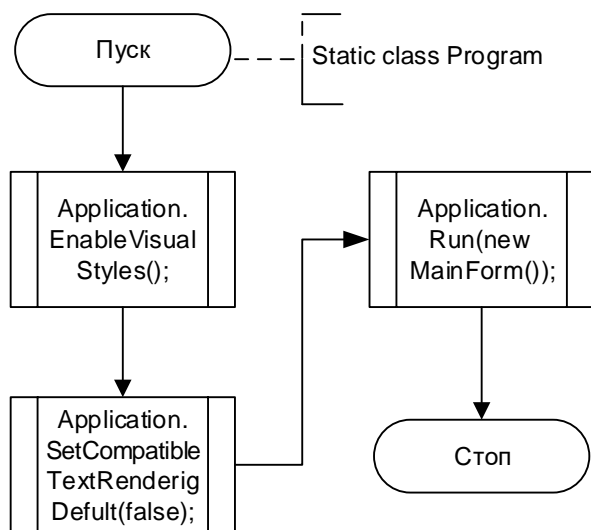 Пуск
Static class Program
Application.
EnableVisual
Styles();
Application.
SetCompatible
TextRenderig
Defult(false);
Application.
Run(new
MainForm());
Стоп